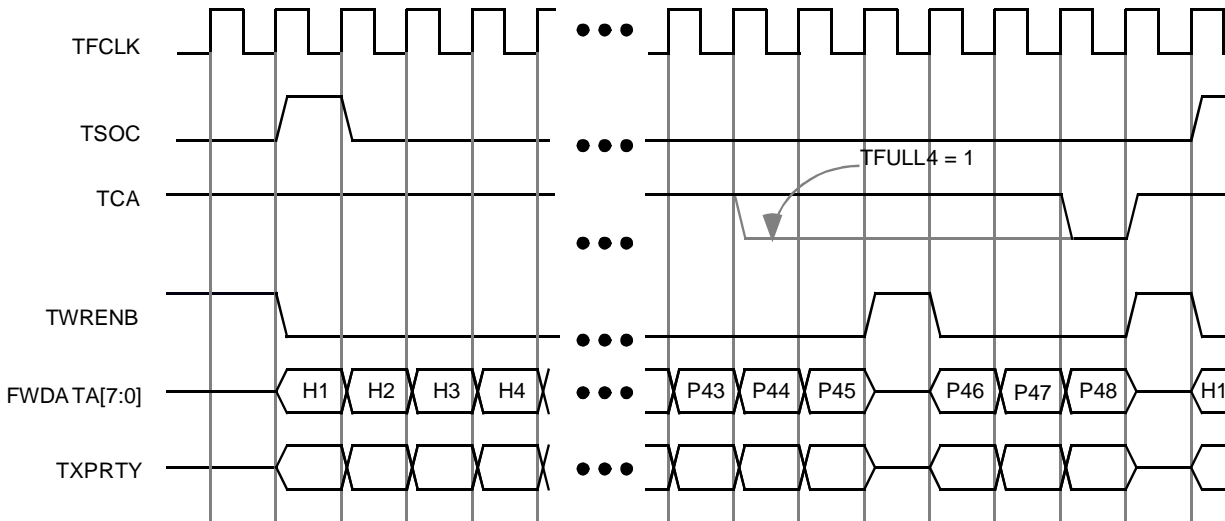 TFCLK
TSOC
TFULL4 = 1
TCA
TWRENB
FWDATA[7:0] H1 H2 H3 H4 P43 P44 P45 P46 P47 P48 H1
TXPRTY